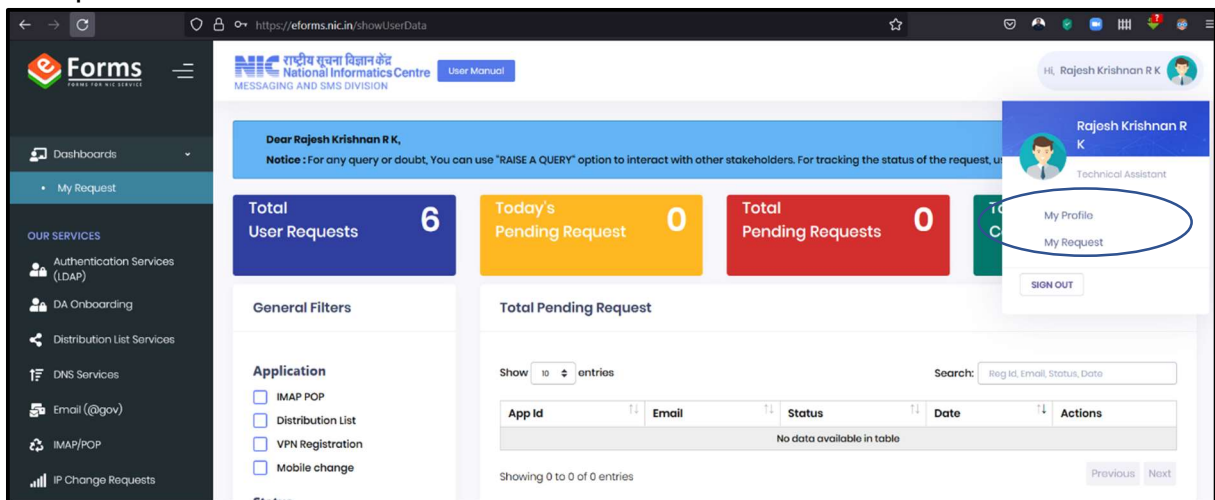 https://eforms.nic.in/showUserData
Forms
FORMS FOR NIC SERVICE
राष्ट्रीय सूचना विज्ञान केंद्र
NIC National Informatics Centre
MESSAGING AND SMS DIVISION
User Manual
Hi, Rajesh Krishnan R K
Rajesh Krishnan R
K
Technical Assistant
My Profile
My Request
SIGN OUT
Dashboards
My Request
OUR SERVICES
Authentication Services
(LDAP)
DA Onboarding
Distribution List Services
DNS Services
Email (@gov)
IMAP/POP
IP Change Requests
Dear Rajesh Krishnan R K,
Notice : For any query or doubt, You can use "RAISE A QUERY" option to interact with other stakeholders. For tracking the status of the request, u
Total
User Requests
6
Today's
Pending Request
0
Total
Pending Requests
0
General Filters
Application
IMAP POP
Distribution List
VPN Registration
Mobile change
Total Pending Request
Show 10 entries
Search: Reg Id, Email, Status, Date
App Id Email Status Date Actions
No data available in table
Showing 0 to 0 of 0 entries
Previous Next